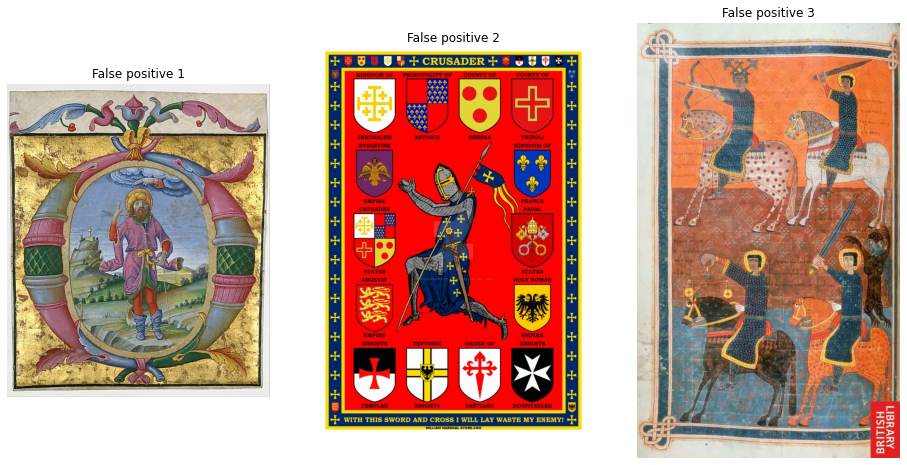 False positive 1
False positive 2
CRUSADER
KINGDOM OF
PRINCIPALITY OF
COUNTY OF
COUNTY OF
JERUSALEM
ANTIOCH
EDESSA
TRIPOLI
BYZANTINE
EMPIRE
KINGDOM OF
FRANCE
CRUSADER
STATES
PAPAL
STATES
ANGEVIN
EMPIRE
HOLY ROMAN
EMPIRE
KNIGHTS
TEUTONIC
ORDER OF
KNIGHTS
TEMPLAR
KNIGHTS
SANTIAGO
HOSPITALLER
WITH THIS SWORD AND CROSS I WILL LAY WASTE MY ENEMY!
False positive 3
LIBRARY
BRITISH